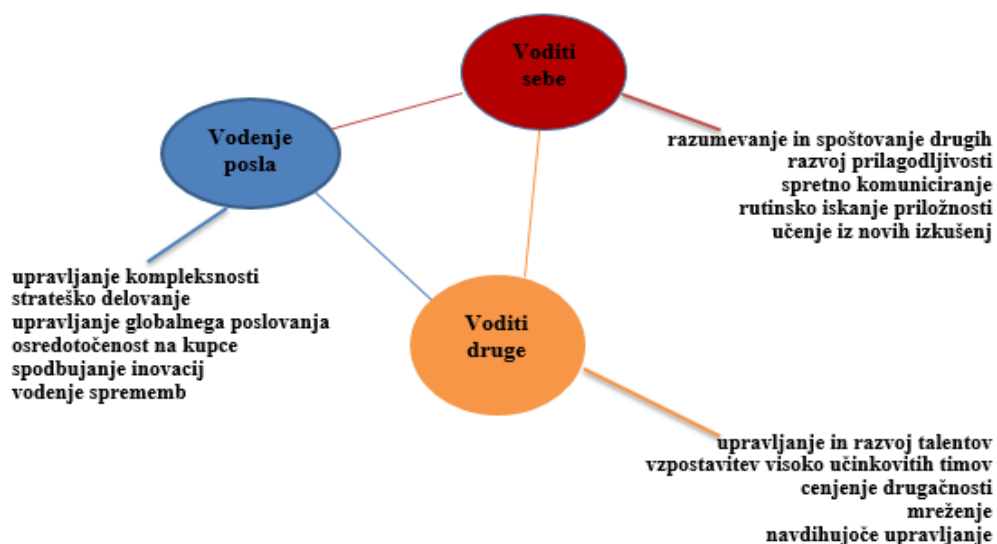 Voditi
sebe
Vodenje
posla
razumevanje in spoštovanje drugih
razvoj prilagodljivosti
spretno komuniciranje
rutinsko iskanje priložnosti
učenje iz novih izkušenj
upravljanje kompleksnosti
strateško delovanje
upravljanje globalnega poslovanja
osredotočenost na kupce
spodbujanje inovacij
vodenje sprememb
Voditi
druge
upravljanje in razvoj talentov
vzpostavitev visoko učinkovitih timov
cenjenje drugačnosti
mreženje
navdihujoče upravljanje